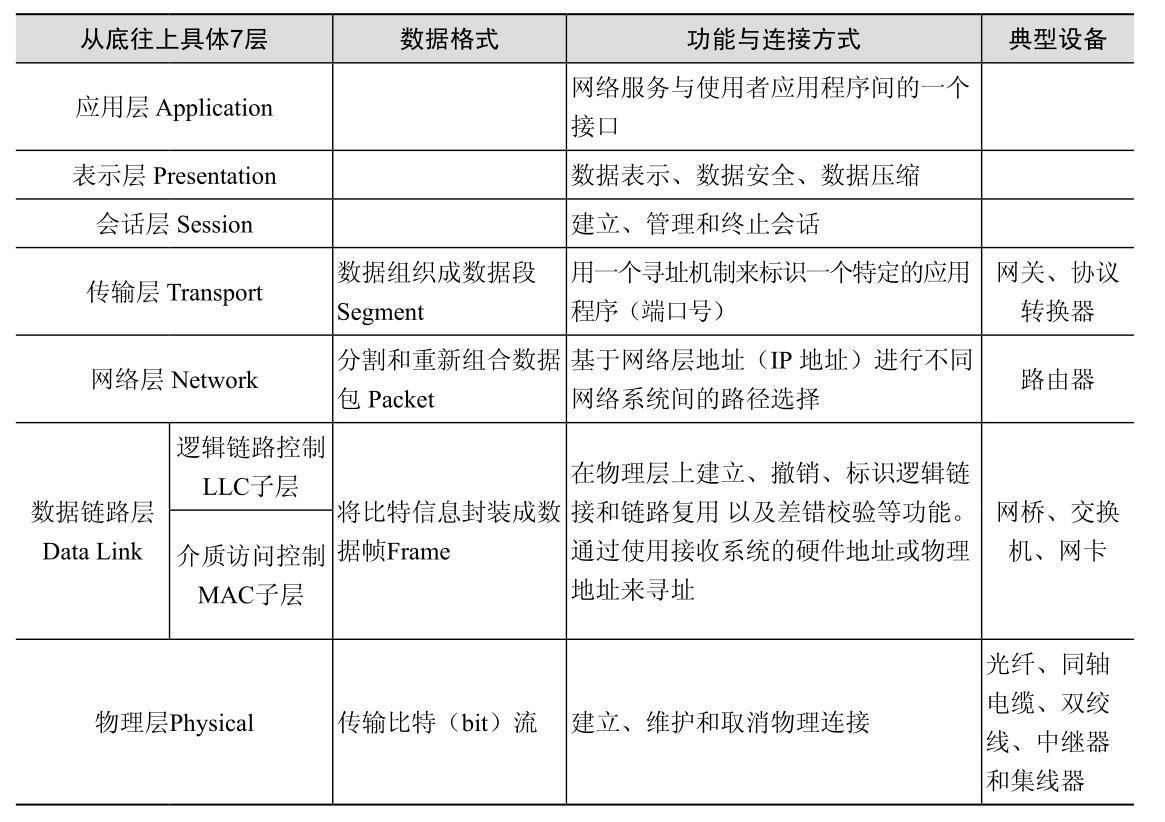 从底往上具体7层 数据格式 功能与连接方式 典型设备
应用层 Application
网络服务与使用者应用程序间的一个
接口
表示层 Presentation
数据表示、数据安全、数据压缩
会话层 Session
建立、管理和终止会话
传输层 Transport
数据组织成数据段
Segment
用一个寻址机制来标识一个特定的应用
程序（端口号）
网关、协议
转换器
网络层 Network
分割和重新组合数据
包 Packet
基于网络层地址（IP 地址）进行不同
网络系统间的路径选择
路由器
数据链路层
Data Link
逻辑链路控制
LLC子层
介质访问控制
MAC子层
将比特信息封装成数
据帧Frame
在物理层上建立、撤销、标识逻辑链
接和链路复用 以及差错校验等功能。
通过使用接收系统的硬件地址或物理
地址来寻址
网桥、交换
机、网卡
物理层Physical
传输比特（bit）流
建立、维护和取消物理连接
光纤、同轴
电缆、双绞
线、中继器
和集线器